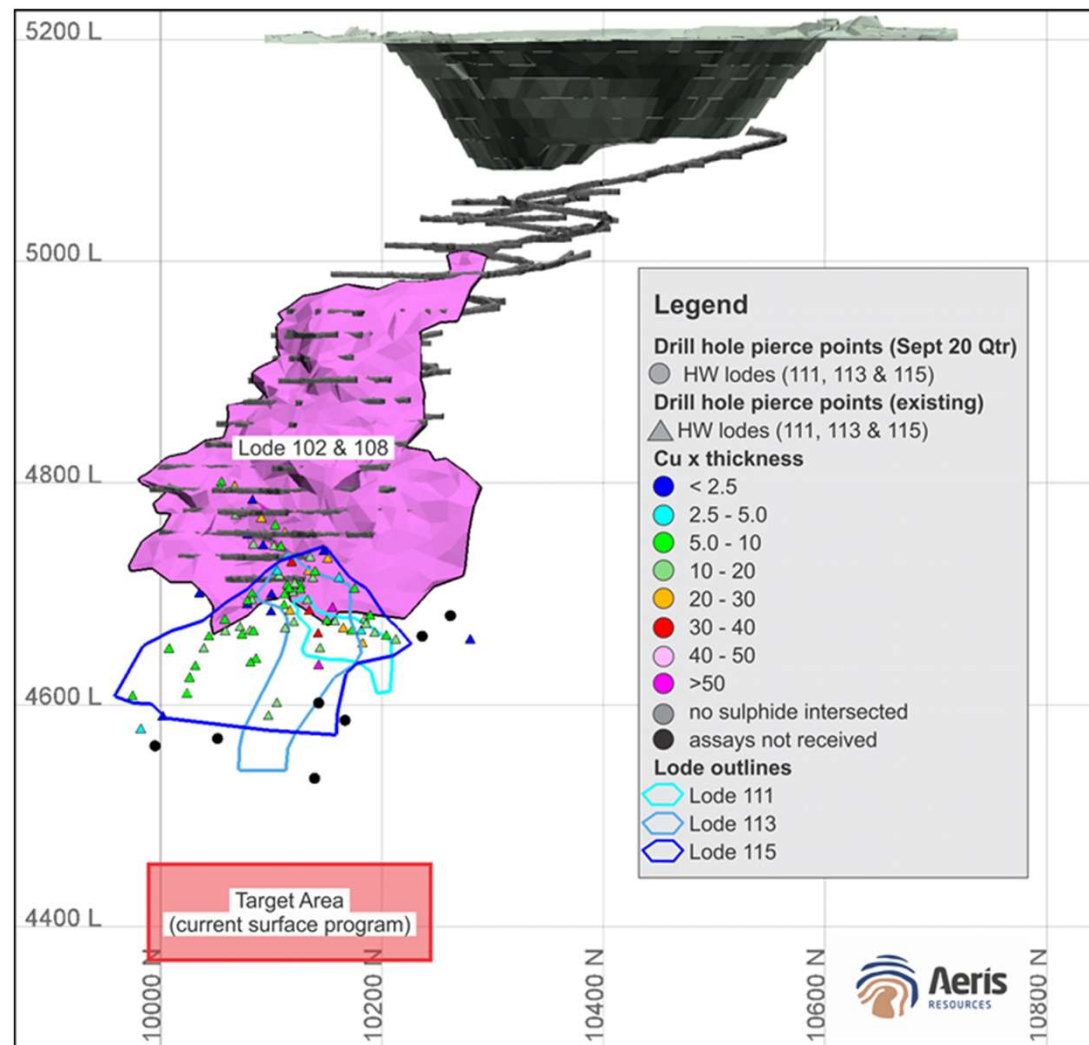 5200 L
5000 L
4800 L
4600 L
4400 L
Lode 102 & 108
Target Area
(current surface program)
10000 N
10200 N
10400 N
10600 N
10800 N
Legend
Drill hole pierce points (Sept 20 Qtr)
HW lodes (111, 113 & 115)
Drill hole pierce points (existing)
HW lodes (111, 113 & 115)
Cu x thickness
< 2.5
2.5 - 5.0
5.0 - 10
10 - 20
20 - 30
30 - 40
40 - 50
>50
no sulphide intersected
assays not received
Lode outlines
Lode 111
Lode 113
Lode 115
Aeris
RESOURCES